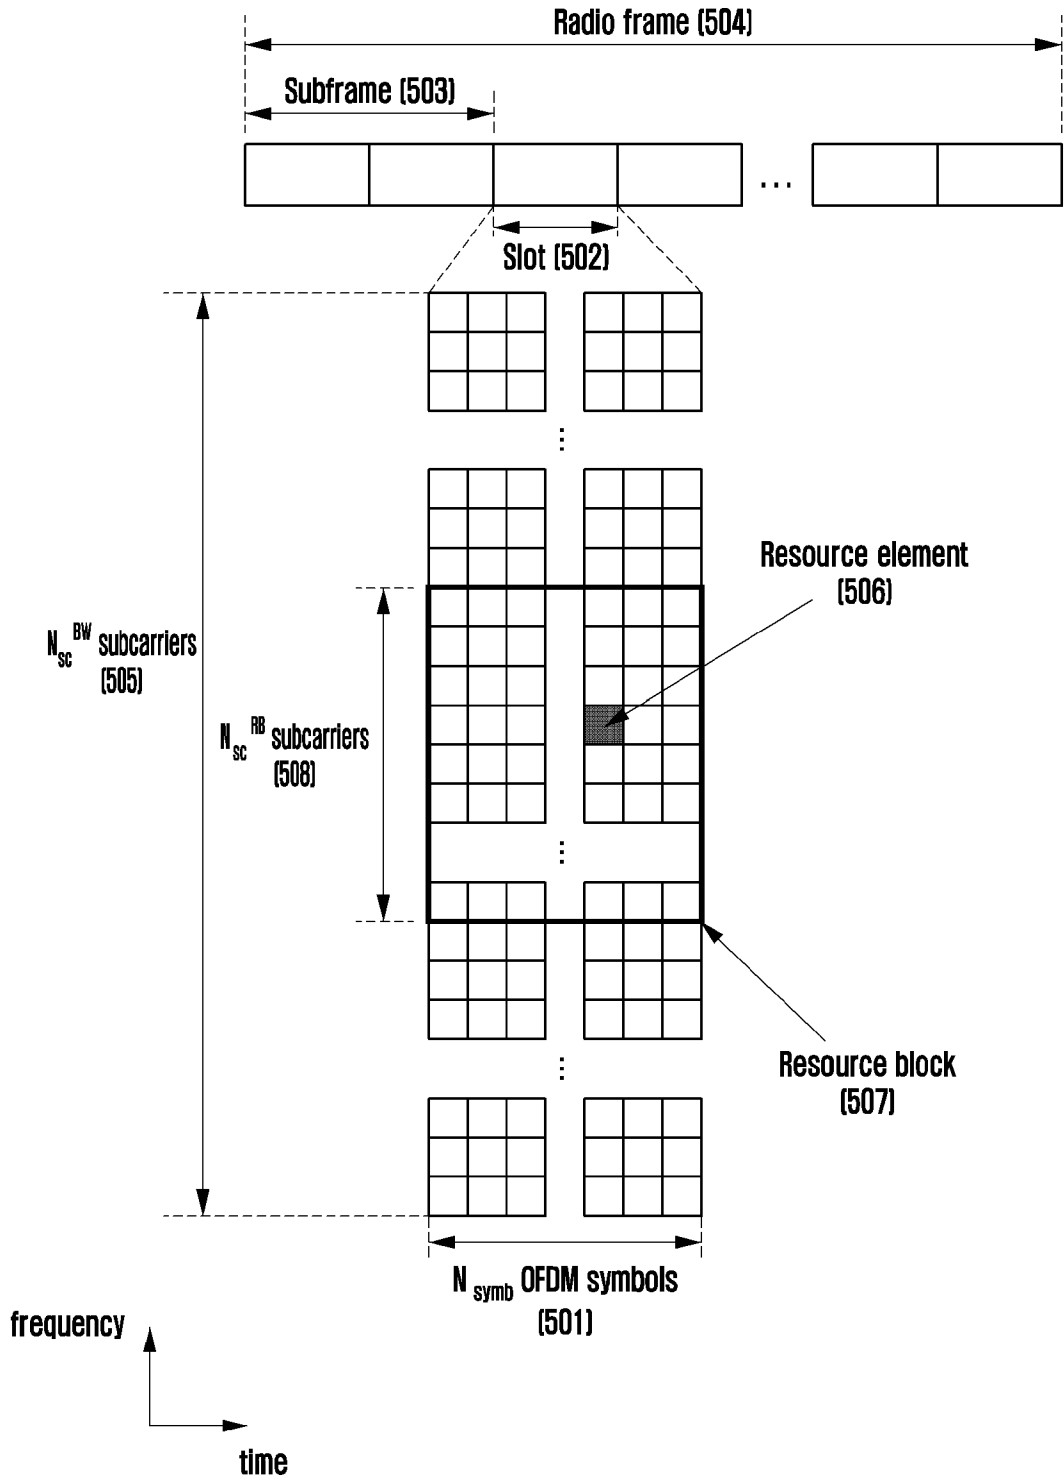 Radio frame (504)
Subframe (503)
...
Slot (502)
Resource element
(506)
N_sc^BW subcarriers
(505)
N_sc^RB subcarriers
(508)
Resource block
(507)
N_symb OFDM symbols
(501)
frequency
time